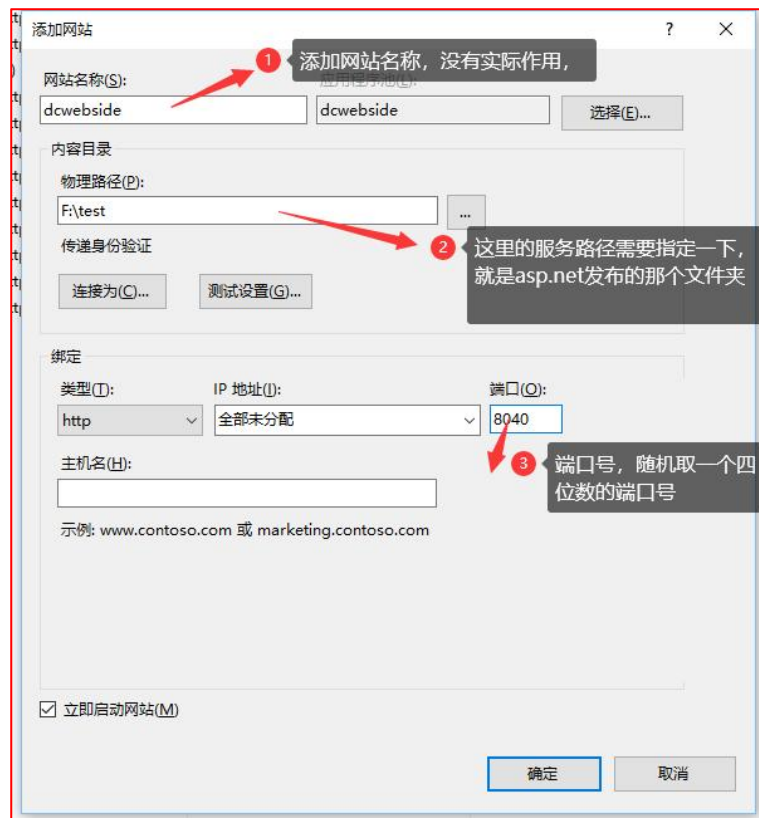 添加网站
? ×
1 添加网站名称，没有实际作用，
网站名称(S): 应用程序池(L):
dcwebside dcwebside 选择(E)...
内容目录
物理路径(P):
F:\test ...
2 这里的服务路径需要指定一下，
就是asp.net发布的那个文件夹
传递身份验证
连接为(C)... 测试设置(G)...
绑定
类型(T): IP 地址(I): 端口(O):
http 全部未分配 8040
3 端口号，随机取一个四
位数的端口号
主机名(H):
示例: www.contoso.com 或 marketing.contoso.com
立即启动网站(M)
确定 取消